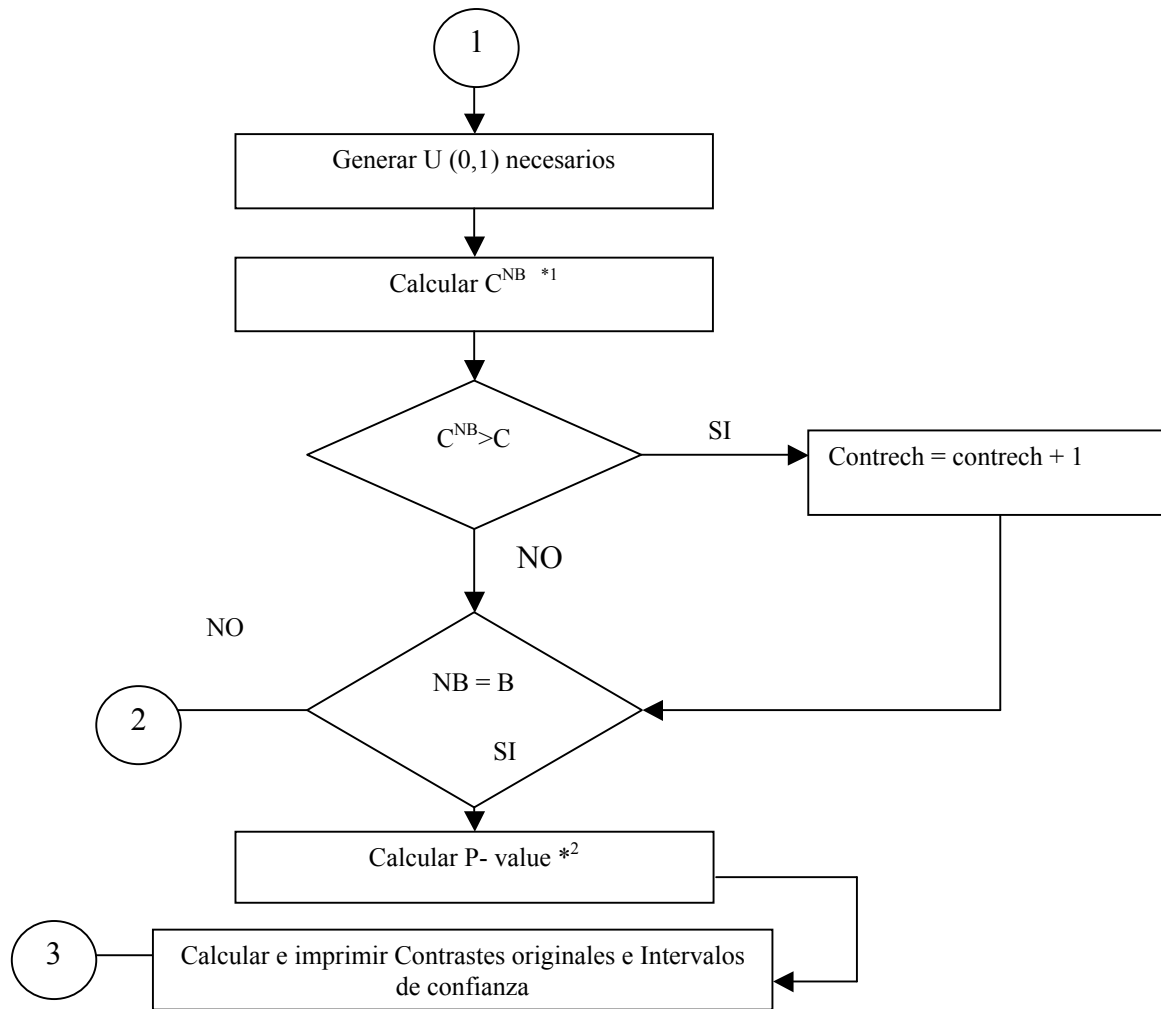 1
Generar U (0,1) necesarios
Calcular C^NB *1
C^NB>C
SI
Contrech = contrech + 1
NO
NO
NB = B
2
SI
Calcular P- value *2
3
Calcular e imprimir Contrastes originales e Intervalos
de confianza